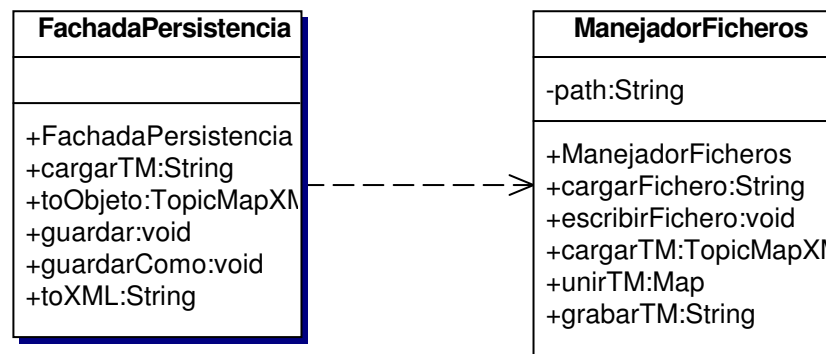 FachadaPersistencia
+FachadaPersistencia
+cargarTM:String
+toObjeto:TopicMapXM
+guardar:void
+guardarComo:void
+toXML:String
ManejadorFicheros
-path:String
+ManejadorFicheros
+cargarFichero:String
+escribirFichero:void
+cargarTM:TopicMapXM
+unirTM:Map
+grabarTM:String